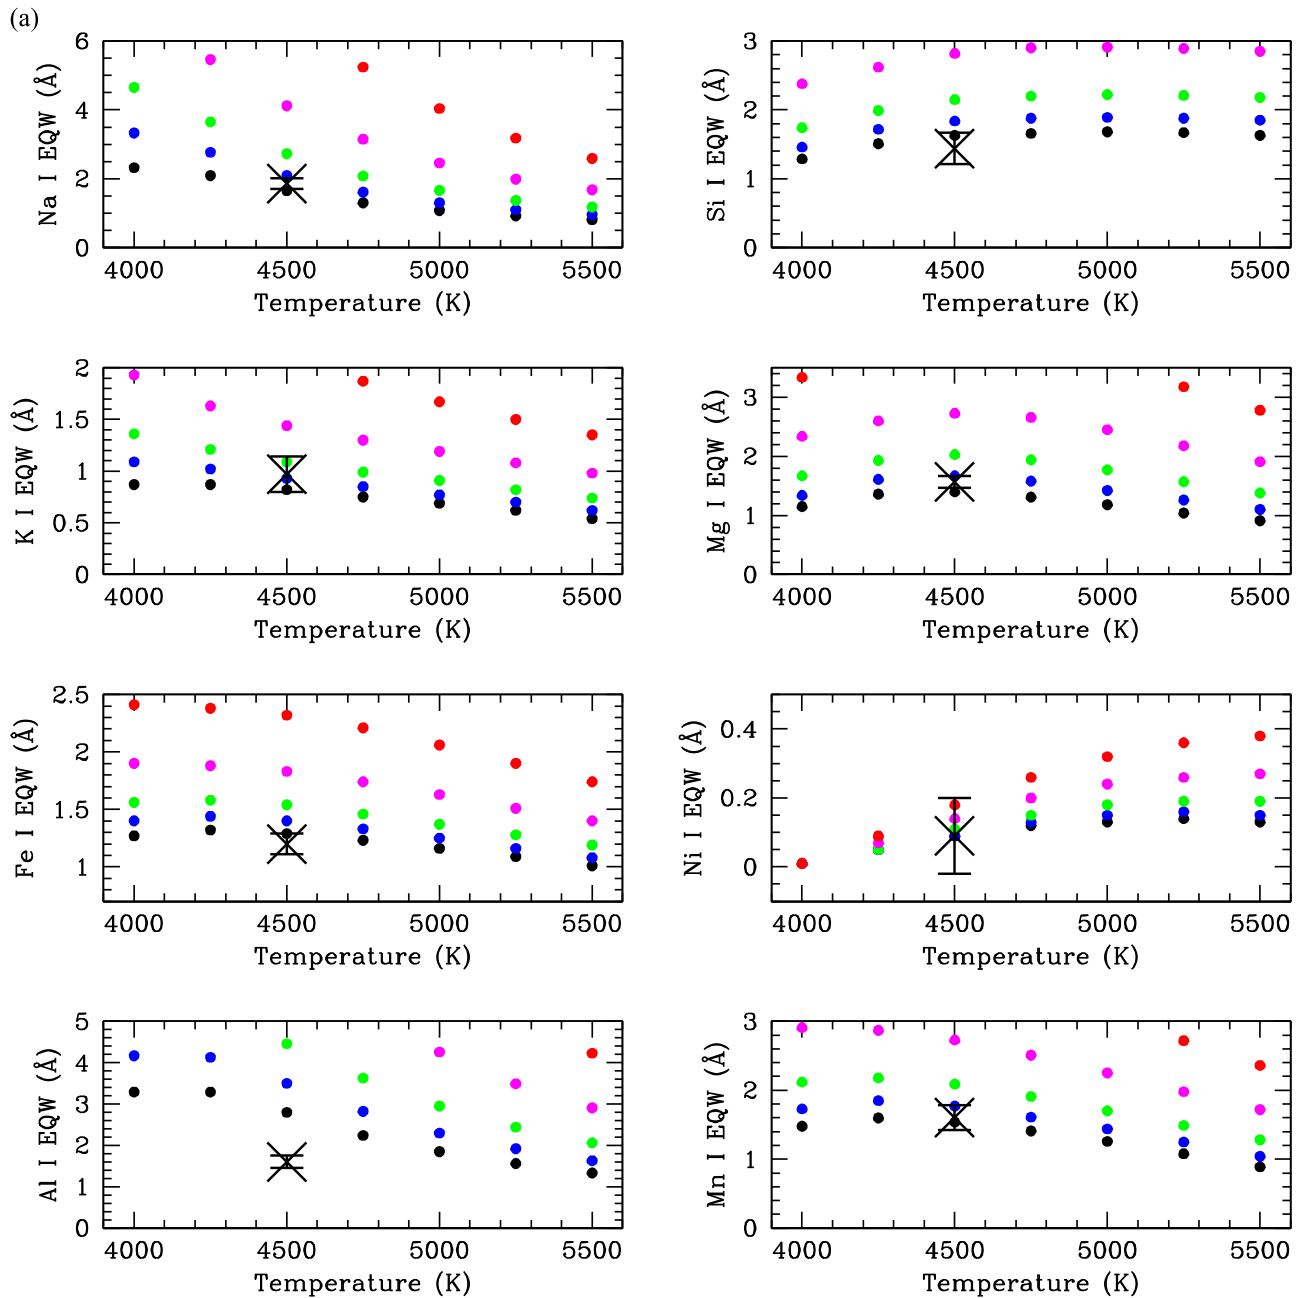 (a)
Na I EQW (Å)
6
4
2
0
4000 4500 5000 5500
Temperature (K)
Si I EQW (Å)
3
2
1
0
4000 4500 5000 5500
Temperature (K)
K I EQW (Å)
2
1.5
1
0.5
0
4000 4500 5000 5500
Temperature (K)
Mg I EQW (Å)
3
2
1
0
4000 4500 5000 5500
Temperature (K)
Fe I EQW (Å)
2.5
2
1.5
1
4000 4500 5000 5500
Temperature (K)
Ni I EQW (Å)
0.4
0.2
0
4000 4500 5000 5500
Temperature (K)
Al I EQW (Å)
5
4
3
2
1
0
4000 4500 5000 5500
Temperature (K)
Mn I EQW (Å)
3
2
1
0
4000 4500 5000 5500
Temperature (K)